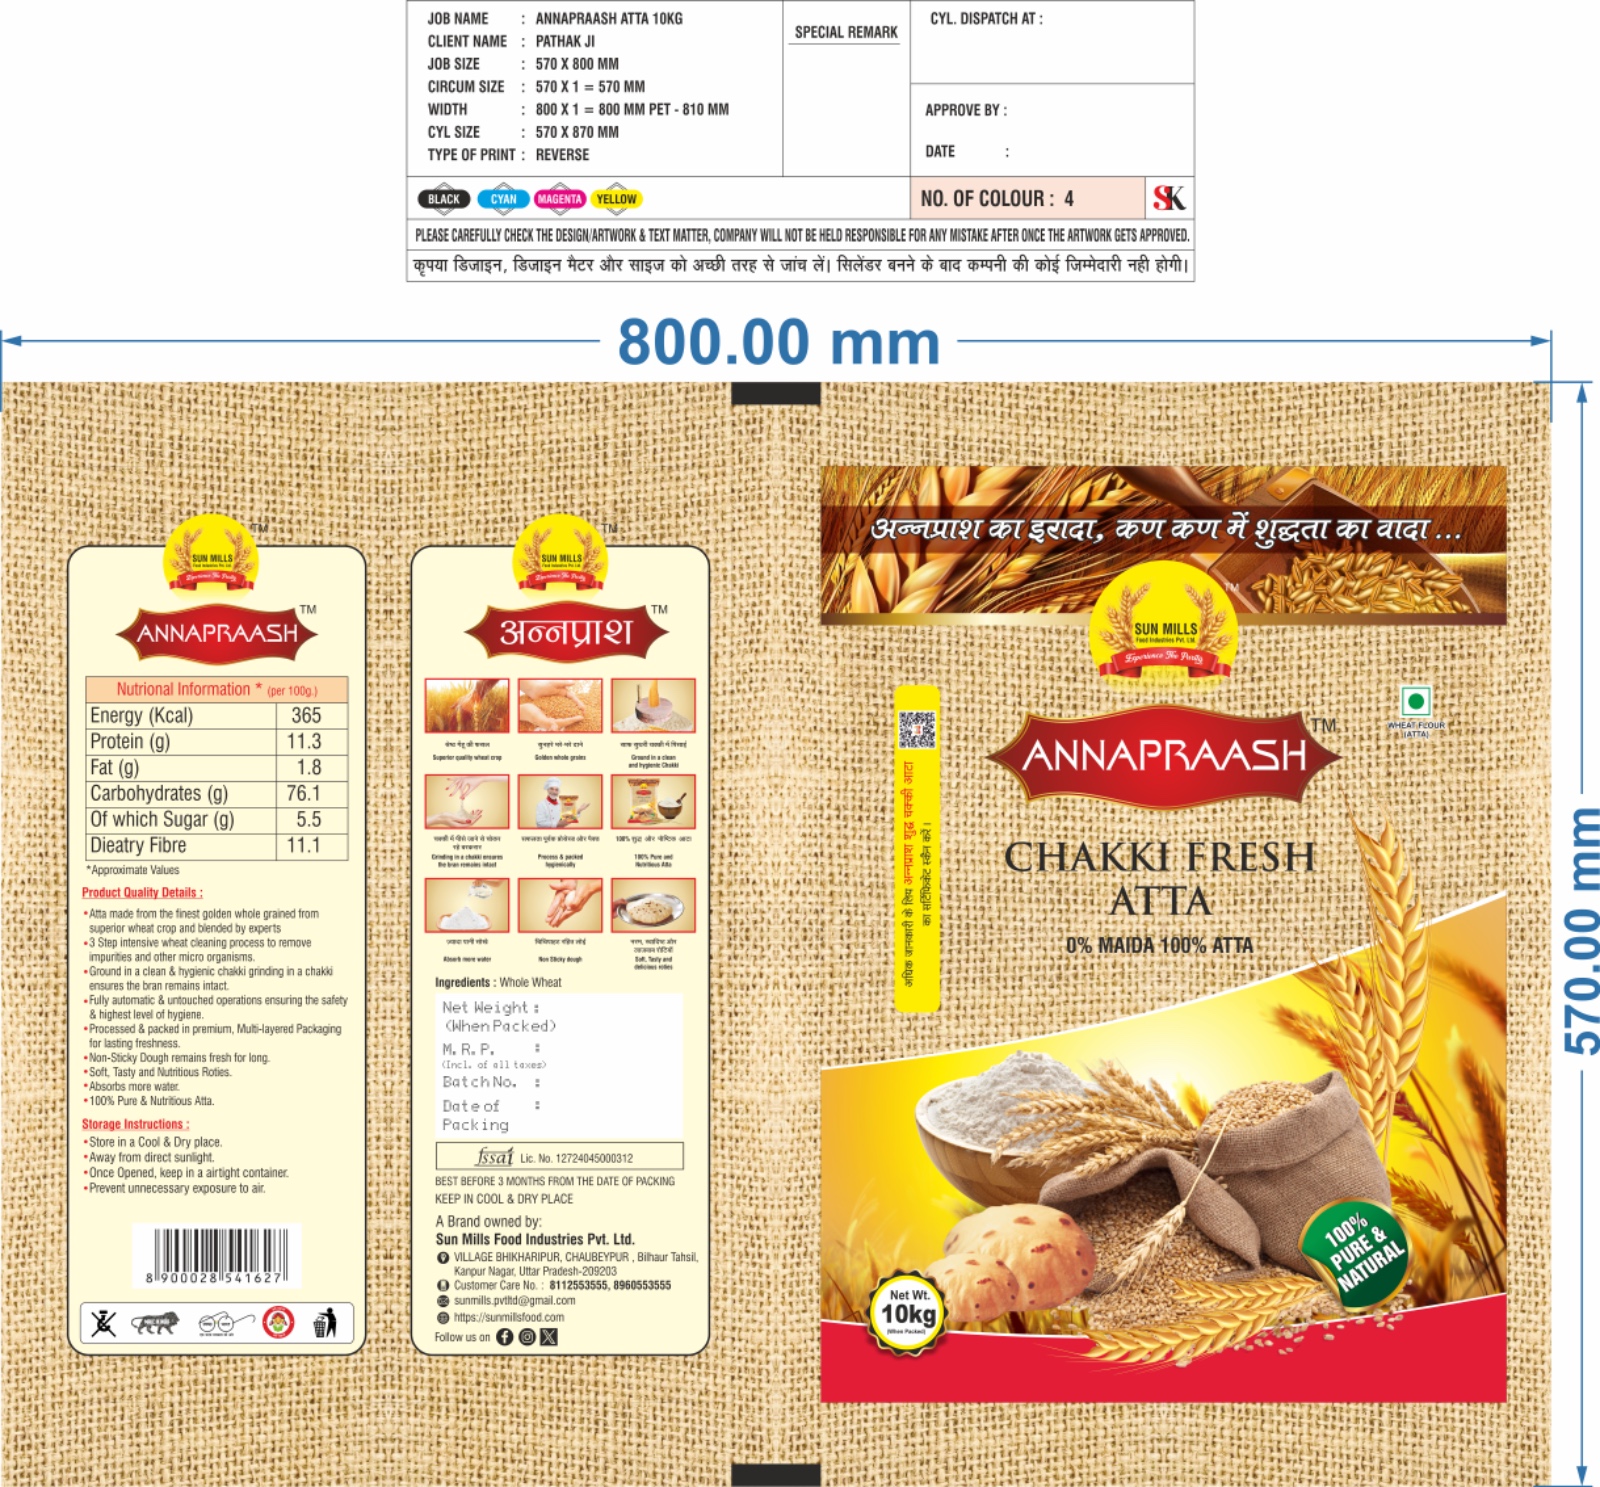 JOB NAME : ANNAPRAASH ATTA 10KG
CLIENT NAME : PATHAK JI
JOB SIZE : 570 X 800 MM
CIRCUM SIZE : 570 X 1 = 570 MM
WIDTH : 800 X 1 = 800 MM PET - 810 MM
CYL SIZE : 570 X 870 MM
TYPE OF PRINT : REVERSE
SPECIAL REMARK
CYL. DISPATCH AT :
APPROVE BY :
DATE :
BLACK CYAN MAGENTA YELLOW
NO. OF COLOUR : 4
SK
PLEASE CAREFULLY CHECK THE DESIGN/ARTWORK & TEXT MATTER, COMPANY WILL NOT BE HELD RESPONSIBLE FOR ANY MISTAKE AFTER ONCE THE ARTWORK GETS APPROVED.
कृपया डिजाइन, डिजाइन मैटर और साइज को अच्छी तरह से जांच लें। सिलेंडर बनने के बाद कम्पनी की कोई जिम्मेदारी नही होगी।
800.00 mm
570.00 mm
TM
SUN MILLS
Food Industries Pvt. Ltd.
Experience The Purity
ANNAPRAASH TM
Nutrional Information * (per 100g.)
Energy (Kcal) 365
Protein (g) 11.3
Fat (g) 1.8
Carbohydrates (g) 76.1
Of which Sugar (g) 5.5
Dieatry Fibre 11.1
*Approximate Values
Product Quality Details :
•Atta made from the finest golden whole grained from
superior wheat crop and blended by experts
•3 Step intensive wheat cleaning process to remove
impurities and other micro organisms.
•Ground in a clean & hygienic chakki grinding in a chakki
ensures the bran remains intact.
•Fully automatic & untouched operations ensuring the safety
& highest level of hygiene.
•Processed & packed in premium, Multi-layered Packaging
for lasting freshness.
•Non-Sticky Dough remains fresh for long.
•Soft, Tasty and Nutritious Roties.
•Absorbs more water.
•100% Pure & Nutritious Atta.
Storage Instructions :
•Store in a Cool & Dry place.
•Away from direct sunlight.
•Once Opened, keep in a airtight container.
•Prevent unnecessary exposure to air.
8 900028 541627
TM
SUN MILLS
Food Industries Pvt. Ltd.
Experience The Purity
अन्नप्राश TM
श्रेष्ठ गेंहू की फसल
Superior quality wheat crop
सुनहरे भरे-भरे दाने
Golden whole grains
साफ सुथरी चक्की में पिसाई
Ground in a clean
and hygienic Chakki
Grinding in a chakki ensures
the bran remains intact
Process & packed
hygienically
100% शुद्ध और पौष्टिक आटा
100% Pure and
Nutritious Atta
ज्यादा पानी सोखे
Absorb more water
चिपचिपाहट रहित लोई
Non Sticky dough
Soft, Tasty and
delicious roties
Ingredients : Whole Wheat
Net Weight :
(When Packed)
M.R.P. :
(Incl. of all taxes)
Batch No. :
Date of :
Packing
fssai Lic. No. 12724045000312
BEST BEFORE 3 MONTHS FROM THE DATE OF PACKING
KEEP IN COOL & DRY PLACE
A Brand owned by:
Sun Mills Food Industries Pvt. Ltd.
VILLAGE BHIKHARIPUR, CHAUBEYPUR , Bilhaur Tahsil,
Kanpur Nagar, Uttar Pradesh-209203
Customer Care No. : 8112553555, 8960553555
sunmills.pvtltd@gmail.com
https://sunmillsfood.com
Follow us on
अन्नप्राश का इरादा, कण कण में शुद्धता का वादा ...
TM
SUN MILLS
Food Industries Pvt. Ltd.
Experience The Purity
अधिक जानकारी के लिए अन्नप्राश शुद्ध चक्की आटा
का सर्टिफिकेट स्कैन करें।
WHEAT FLOUR
(ATTA)
ANNAPRAASH TM
CHAKKI FRESH
ATTA
0% MAIDA 100% ATTA
100%
PURE &
NATURAL
Net Wt.
10kg
(When Packed)